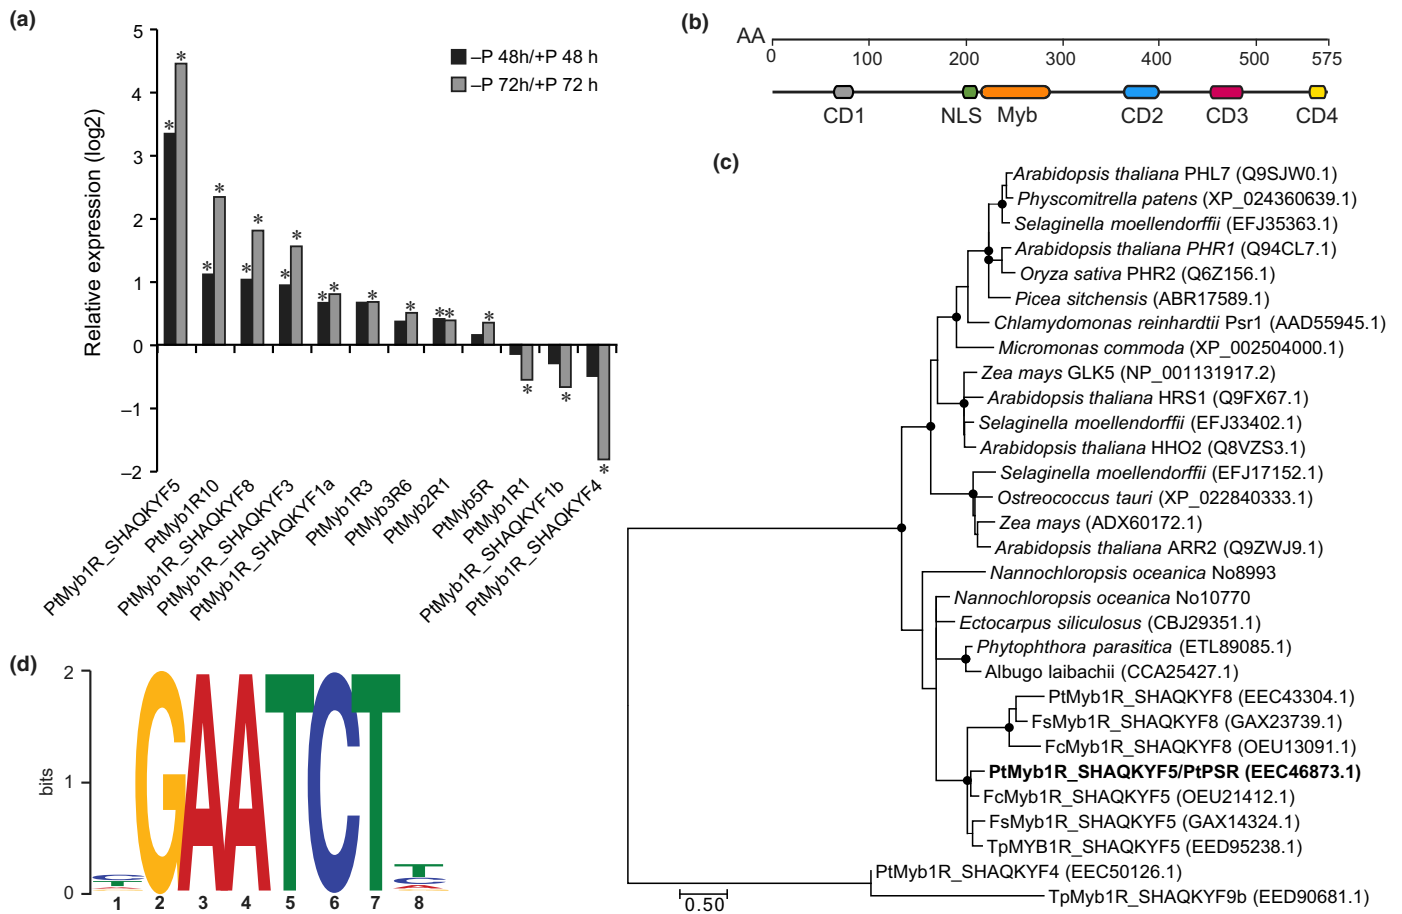 (a)
5
4
3
2
1
0
–1
–2
Relative expression (log2)
–P 48h/+P 48 h
–P 72h/+P 72 h
* * * * * * * * * * * * ** * * * *
PtMyb1R_SHAQKYF5
PtMyb1R10
PtMyb1R_SHAQKYF8
PtMyb1R_SHAQKYF3
PtMyb1R_SHAQKYF1a
PtMyb1R3
PtMyb3R6
PtMyb2R1
PtMyb5R
PtMyb1R1
PtMyb1R_SHAQKYF1b
PtMyb1R_SHAQKYF4
(b)
AA
0 100 200 300 400 500 575
CD1 NLS Myb CD2 CD3 CD4
(c)
Arabidopsis thaliana PHL7 (Q9SJW0.1)
Physcomitrella patens (XP_024360639.1)
Selaginella moellendorffii (EFJ35363.1)
Arabidopsis thaliana PHR1 (Q94CL7.1)
Oryza sativa PHR2 (Q6Z156.1)
Picea sitchensis (ABR17589.1)
Chlamydomonas reinhardtii Psr1 (AAD55945.1)
Micromonas commoda (XP_002504000.1)
Zea mays GLK5 (NP_001131917.2)
Arabidopsis thaliana HRS1 (Q9FX67.1)
Selaginella moellendorffii (EFJ33402.1)
Arabidopsis thaliana HHO2 (Q8VZS3.1)
Selaginella moellendorffii (EFJ17152.1)
Ostreococcus tauri (XP_022840333.1)
Zea mays (ADX60172.1)
Arabidopsis thaliana ARR2 (Q9ZWJ9.1)
Nannochloropsis oceanica No8993
Nannochloropsis oceanica No10770
Ectocarpus siliculosus (CBJ29351.1)
Phytophthora parasitica (ETL89085.1)
Albugo laibachii (CCA25427.1)
PtMyb1R_SHAQKYF8 (EEC43304.1)
FsMyb1R_SHAQKYF8 (GAX23739.1)
FcMyb1R_SHAQKYF8 (OEU13091.1)
PtMyb1R_SHAQKYF5/PtPSR (EEC46873.1)
FcMyb1R_SHAQKYF5 (OEU21412.1)
FsMyb1R_SHAQKYF5 (GAX14324.1)
TpMYB1R_SHAQKYF5 (EED95238.1)
PtMyb1R_SHAQKYF4 (EEC50126.1)
TpMyb1R_SHAQKYF9b (EED90681.1)
0.50
(d)
2
1
0
bits
GAATCT
1 2 3 4 5 6 7 8